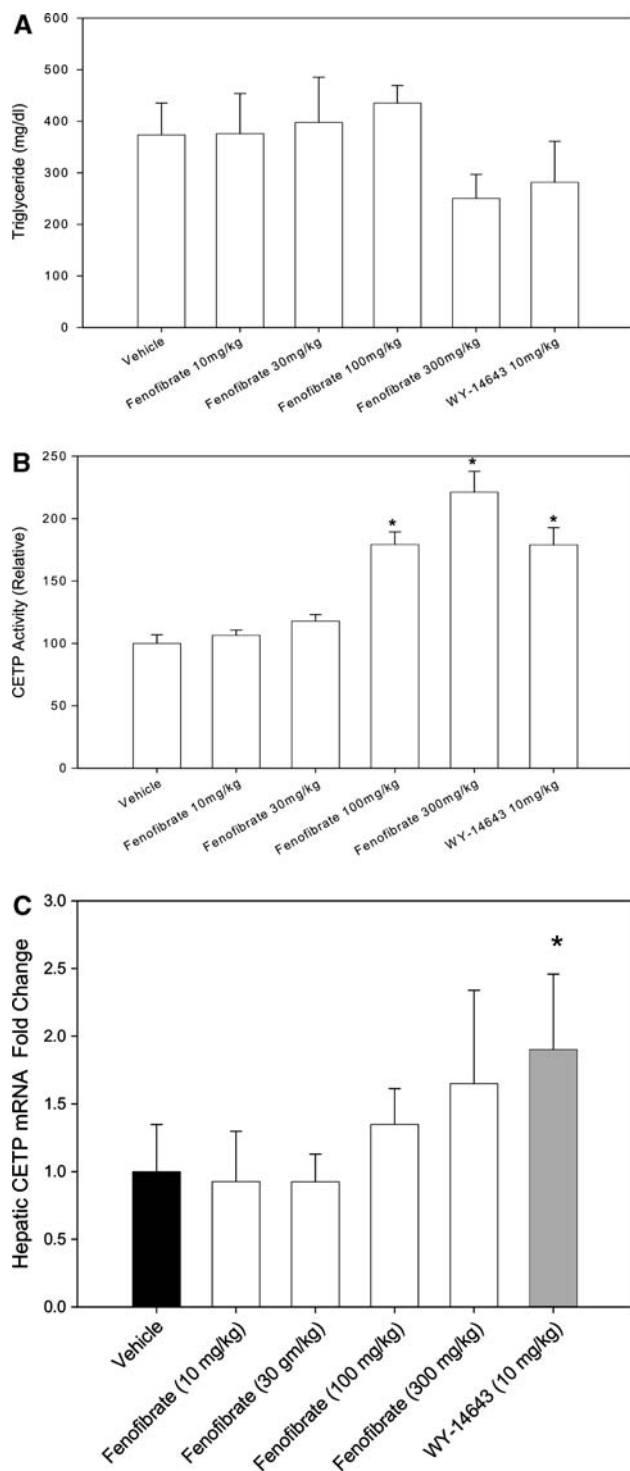 A
600
500
400
300
200
100
0
Triglyceride (mg/dl)
Vehicle
Fenofibrate 10mg/kg
Fenofibrate 30mg/kg
Fenofibrate 100mg/kg
Fenofibrate 300mg/kg
WY-14643 10mg/kg
B
250
200
150
100
50
0
CETP Activity (Relative)
*
*
*
Vehicle
Fenofibrate 10mg/kg
Fenofibrate 30mg/kg
Fenofibrate 100mg/kg
Fenofibrate 300mg/kg
WY-14643 10mg/kg
C
3.0
2.5
2.0
1.5
1.0
0.5
0.0
Hepatic CETP mRNA Fold Change
*
Vehicle
Fenofibrate (10 mg/kg)
Fenofibrate (30 gm/kg)
Fenofibrate (100 mg/kg)
Fenofibrate (300 mg/kg)
WY-14643 (10 mg/kg)